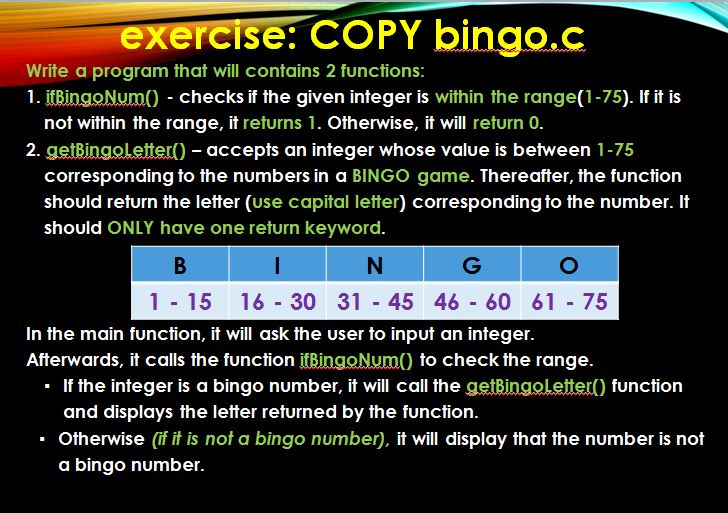 exercise: COPY bingo.c
Write a program that will contains 2 functions:
1. ifBingoNum() - checks if the given integer is within the range(1-75). If it is
not within the range, it returns 1. Otherwise, it will return 0.
2. getBingoLetter() – accepts an integer whose value is between 1-75
corresponding to the numbers in a BINGO game. Thereafter, the function
should return the letter (use capital letter) corresponding to the number. It
should ONLY have one return keyword.
B I N G O
1 - 15 16 - 30 31 - 45 46 - 60 61 - 75
In the main function, it will ask the user to input an integer.
Afterwards, it calls the function ifBingoNum() to check the range.
▪ If the integer is a bingo number, it will call the getBingoLetter() function
and displays the letter returned by the function.
▪ Otherwise (if it is not a bingo number), it will display that the number is not
a bingo number.